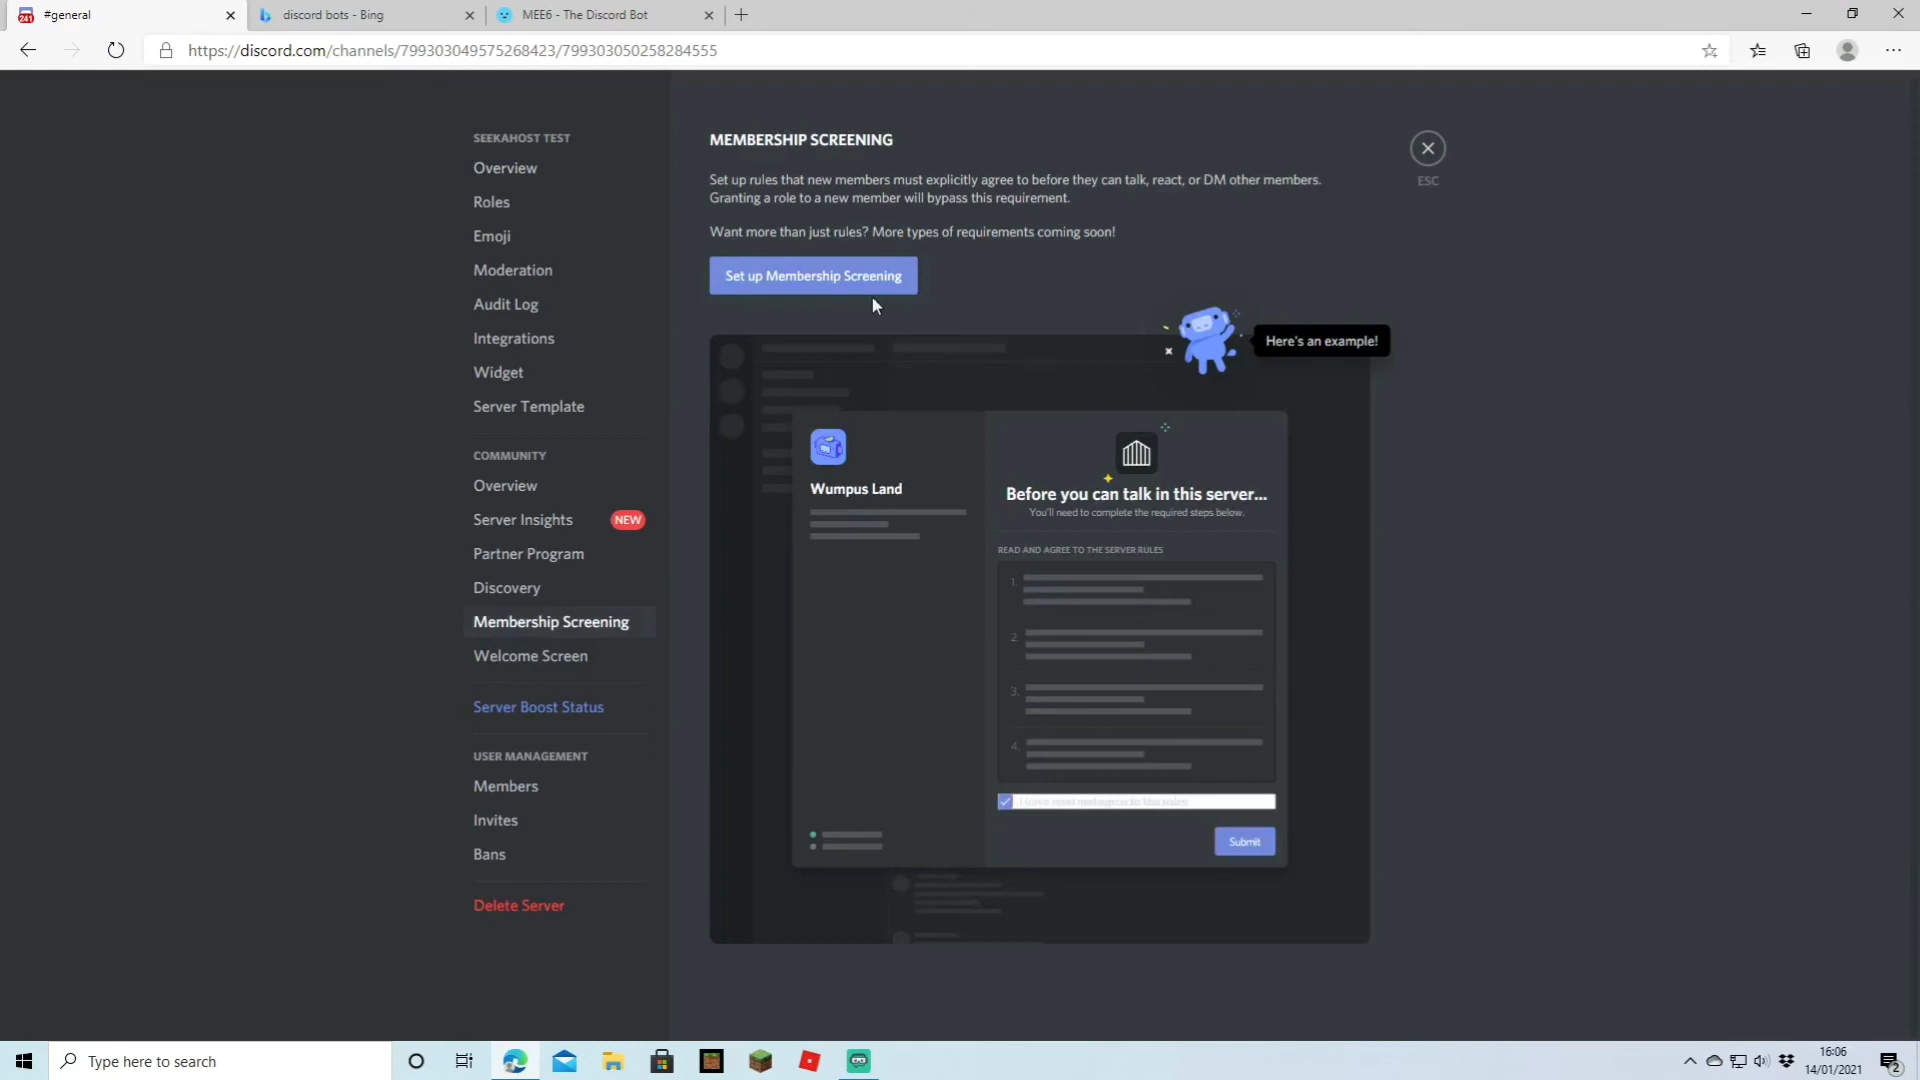 #general
discord bots - Bing
MEE6 - The Discord Bot
https://discord.com/channels/799303049575268423/799303050258284555
SEEKAHOST TEST
Overview
Roles
Emoji
Moderation
Audit Log
Integrations
Widget
Server Template
COMMUNITY
Overview
Server Insights NEW
Partner Program
Discovery
Membership Screening
Welcome Screen
Server Boost Status
USER MANAGEMENT
Members
Invites
Bans
Delete Server
MEMBERSHIP SCREENING
ESC
Set up rules that new members must explicitly agree to before they can talk, react, or DM other members.
Granting a role to a new member will bypass this requirement.
Want more than just rules? More types of requirements coming soon!
Set up Membership Screening
Here's an example!
Wumpus Land
Before you can talk in this server...
You'll need to complete the required steps below.
READ AND AGREE TO THE SERVER RULES
1.
2.
3.
4.
Submit
Type here to search
16:06
14/01/2021
2